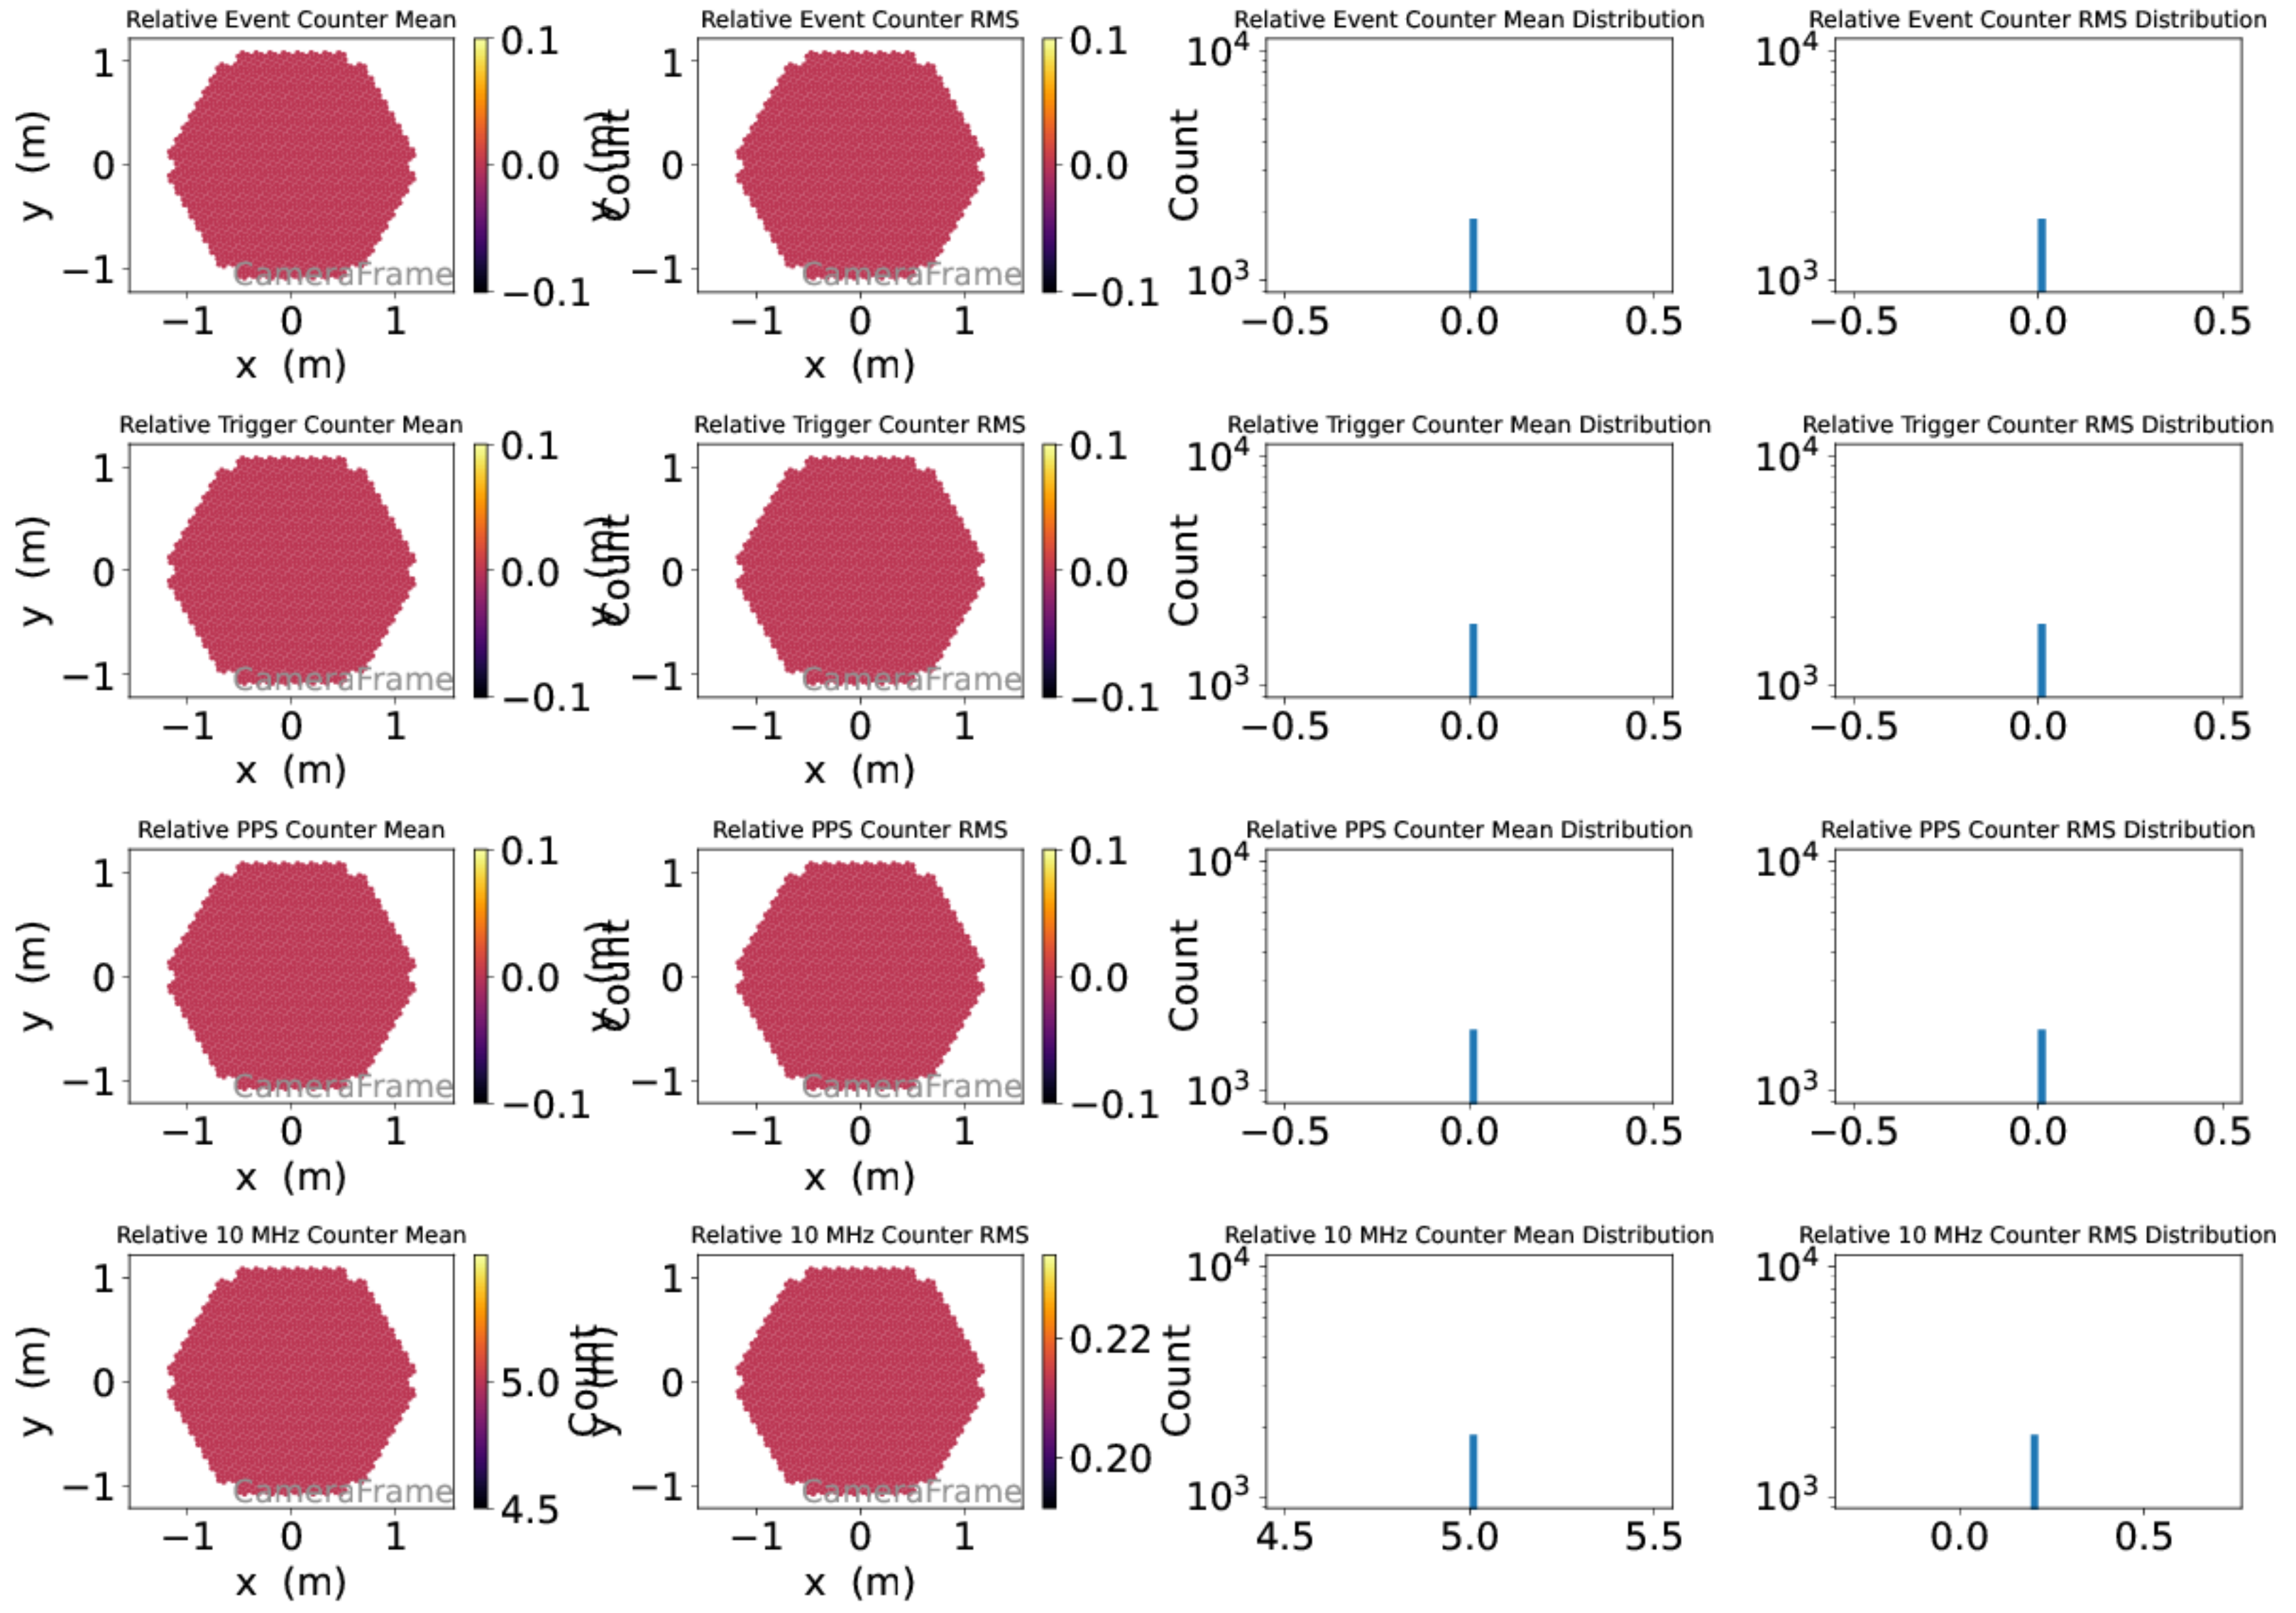 Relative Event Counter Mean
Relative Event Counter RMS
Relative Event Counter Mean Distribution
Relative Event Counter RMS Distribution
y (m)
1
0
−1
CameraFrame
−1 0 1
x (m)
0.1
0.0
−0.1
Count
y (m)
1
0
−1
CameraFrame
−1 0 1
x (m)
0.1
0.0
−0.1
Count
10⁴
10³
−0.5 0.0 0.5
10⁴
10³
−0.5 0.0 0.5
Relative Trigger Counter Mean
Relative Trigger Counter RMS
Relative Trigger Counter Mean Distribution
Relative Trigger Counter RMS Distribution
y (m)
1
0
−1
CameraFrame
−1 0 1
x (m)
0.1
0.0
−0.1
Count
y (m)
1
0
−1
CameraFrame
−1 0 1
x (m)
0.1
0.0
−0.1
Count
10⁴
10³
−0.5 0.0 0.5
10⁴
10³
−0.5 0.0 0.5
Relative PPS Counter Mean
Relative PPS Counter RMS
Relative PPS Counter Mean Distribution
Relative PPS Counter RMS Distribution
y (m)
1
0
−1
CameraFrame
−1 0 1
x (m)
0.1
0.0
−0.1
Count
y (m)
1
0
−1
CameraFrame
−1 0 1
x (m)
0.1
0.0
−0.1
Count
10⁴
10³
−0.5 0.0 0.5
10⁴
10³
−0.5 0.0 0.5
Relative 10 MHz Counter Mean
Relative 10 MHz Counter RMS
Relative 10 MHz Counter Mean Distribution
Relative 10 MHz Counter RMS Distribution
y (m)
1
0
−1
CameraFrame
−1 0 1
x (m)
5.0
4.5
Count
y (m)
1
0
−1
CameraFrame
−1 0 1
x (m)
0.22
0.20
Count
10⁴
10³
4.5 5.0 5.5
10⁴
10³
0.0 0.5